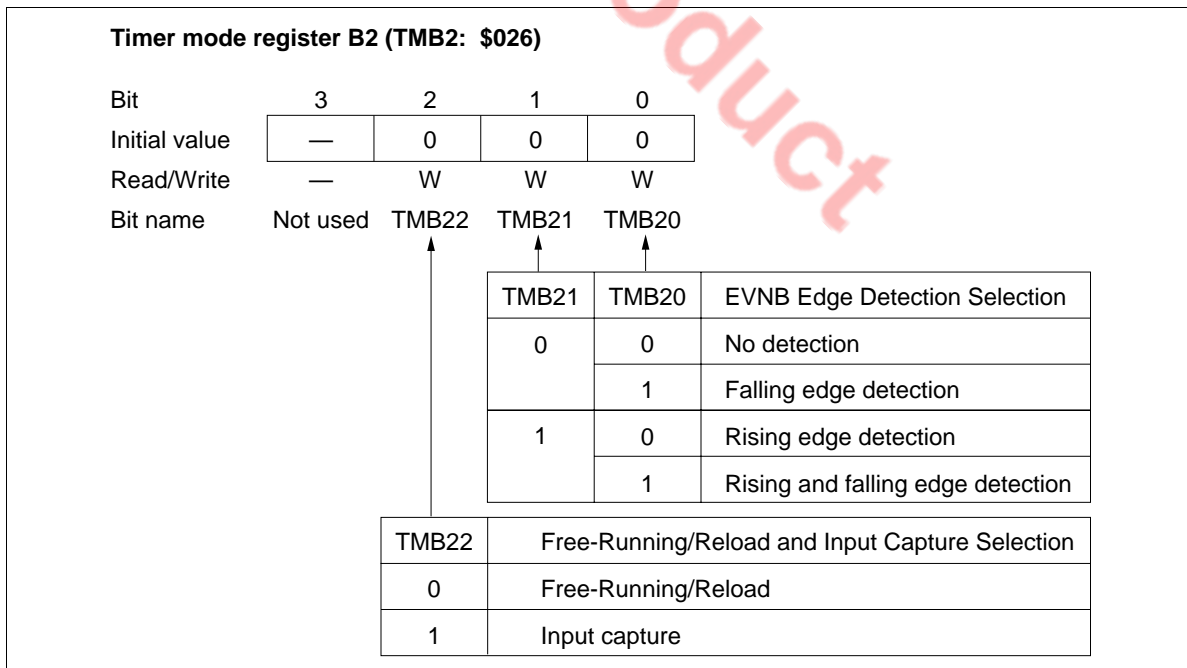 Timer mode register B2 (TMB2: $026)
Bit 3 2 1 0
Initial value — 0 0 0
Read/Write — W W W
Bit name Not used TMB22 TMB21 TMB20
TMB21 TMB20 EVNB Edge Detection Selection
0 0 No detection
1 Falling edge detection
1 0 Rising edge detection
1 Rising and falling edge detection
TMB22 Free-Running/Reload and Input Capture Selection
0 Free-Running/Reload
1 Input capture